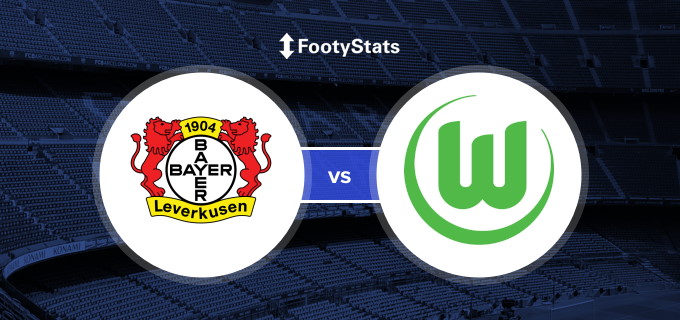 FootyStats
1904
BAYER
BAYER
Leverkusen
vs
W